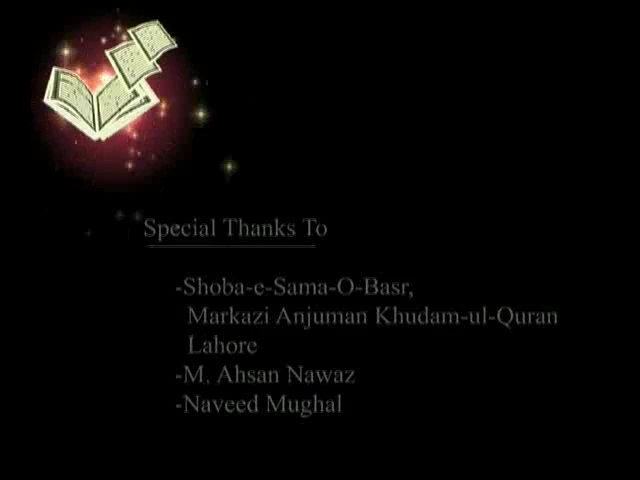 Special Thanks To
-Shoba-e-Sama-O-Basr,
Markazi Anjuman Khudam-ul-Quran
Lahore
-M. Ahsan Nawaz
-Naveed Mughal